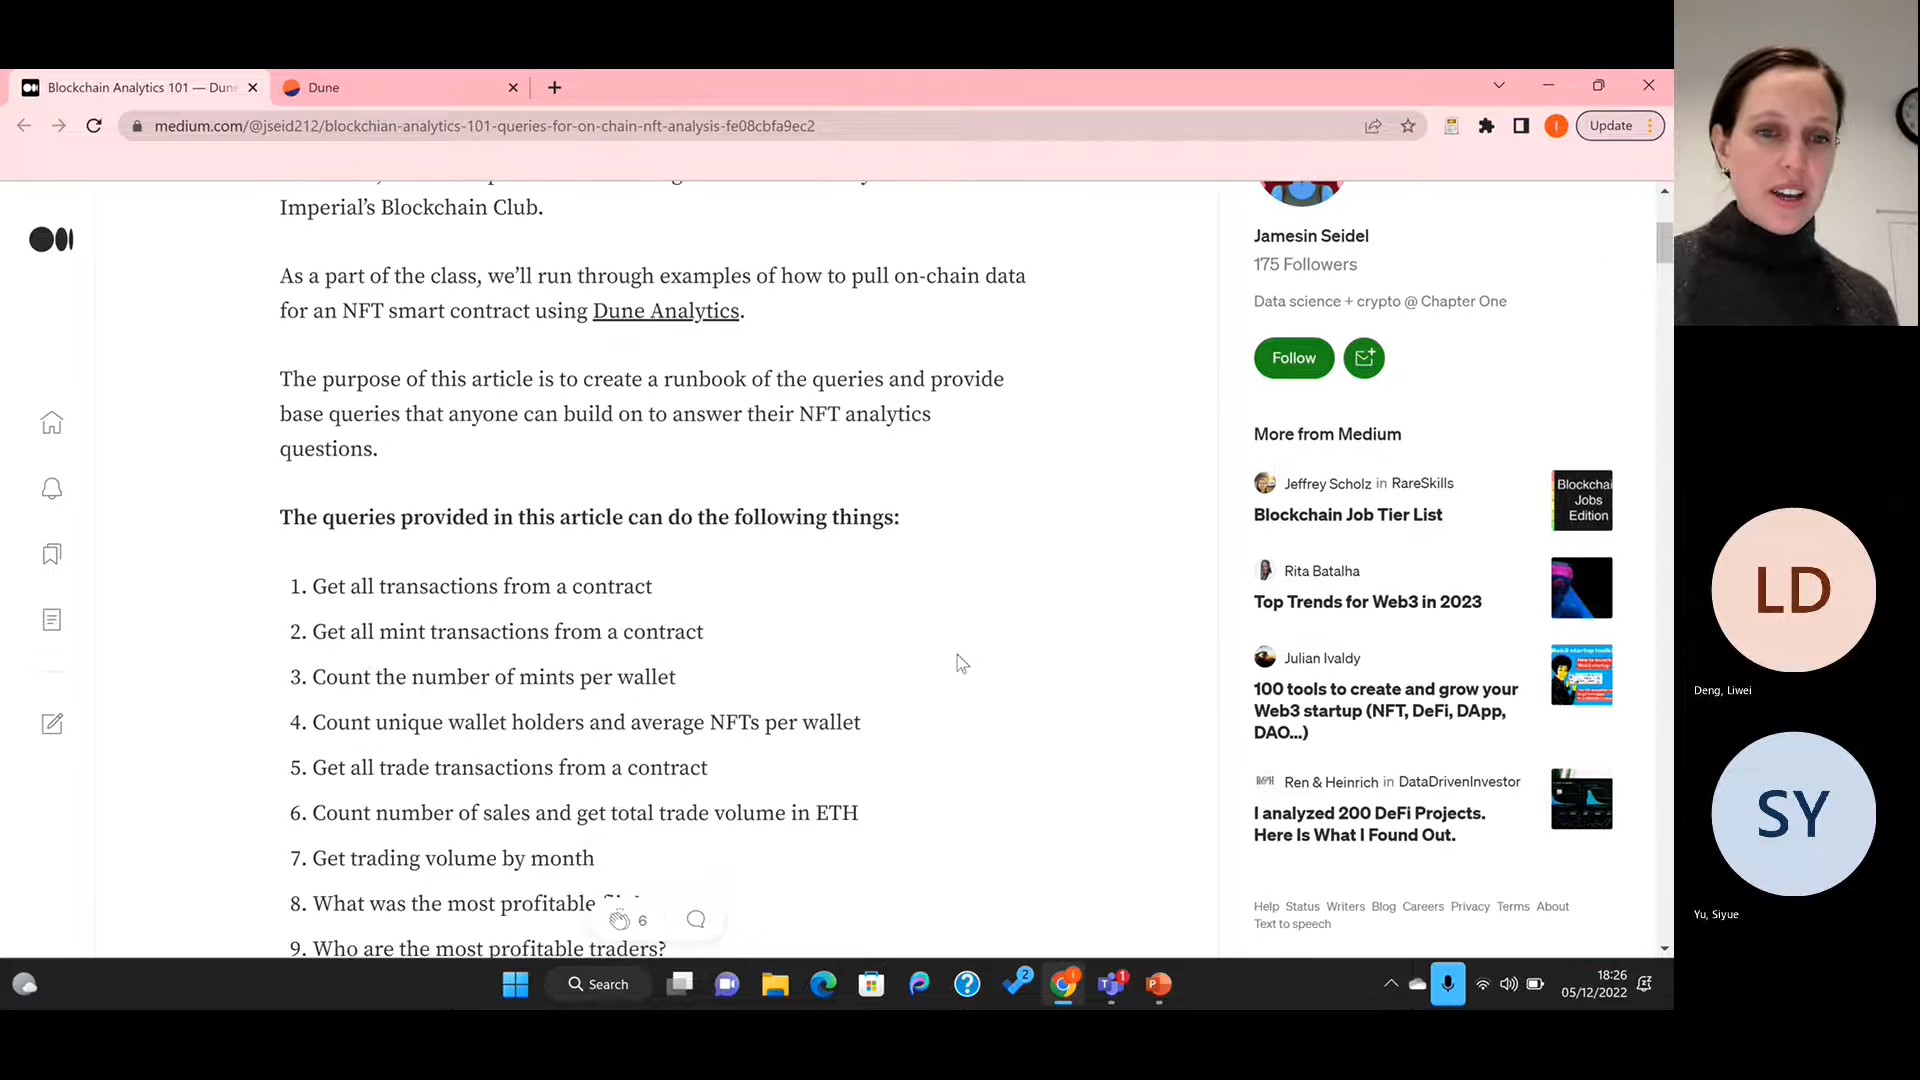 Blockchain Analytics 101 — Dune
Dune
medium.com/@jseid212/blockchian-analytics-101-queries-for-on-chain-nft-analysis-fe08cbfa9ec2
I
Update
Imperial’s Blockchain Club.
As a part of the class, we’ll run through examples of how to pull on-chain data
for an NFT smart contract using Dune Analytics.
The purpose of this article is to create a runbook of the queries and provide
base queries that anyone can build on to answer their NFT analytics
questions.
The queries provided in this article can do the following things:
1. Get all transactions from a contract
2. Get all mint transactions from a contract
3. Count the number of mints per wallet
4. Count unique wallet holders and average NFTs per wallet
5. Get all trade transactions from a contract
6. Count number of sales and get total trade volume in ETH
7. Get trading volume by month
8. What was the most profitable
9. Who are the most profitable traders?
6
Jamesin Seidel
175 Followers
Data science + crypto @ Chapter One
Follow
More from Medium
Jeffrey Scholz in RareSkills
Blockchain Job Tier List
Blockchai
Jobs
Edition
Rita Batalha
Top Trends for Web3 in 2023
Julian Ivaldy
100 tools to create and grow your
Web3 startup (NFT, DeFi, DApp,
DAO...)
Ren & Heinrich in DataDrivenInvestor
I analyzed 200 DeFi Projects.
Here Is What I Found Out.
Help Status Writers Blog Careers Privacy Terms About
Text to speech
Search
2
1
18:26
05/12/2022
LD
Deng, Liwei
SY
Yu, Siyue